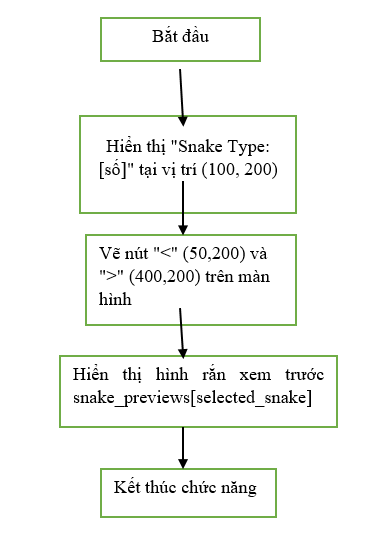 Bắt đầu
Hiển thị "Snake Type:
[số]" tại vị trí (100, 200)
Vẽ nút "<" (50,200) và
">" (400,200) trên màn
hình
Hiển thị hình rắn xem trước
snake_previews[selected_snake]
Kết thúc chức năng